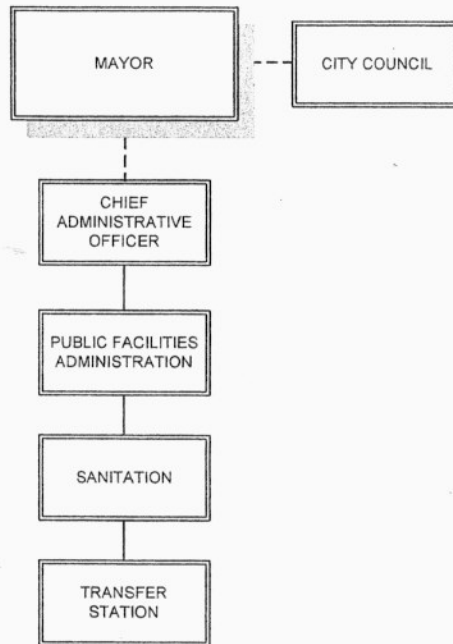 MAYOR
CITY COUNCIL
CHIEF
ADMINISTRATIVE
OFFICER
PUBLIC FACILITIES
ADMINISTRATION
SANITATION
TRANSFER
STATION